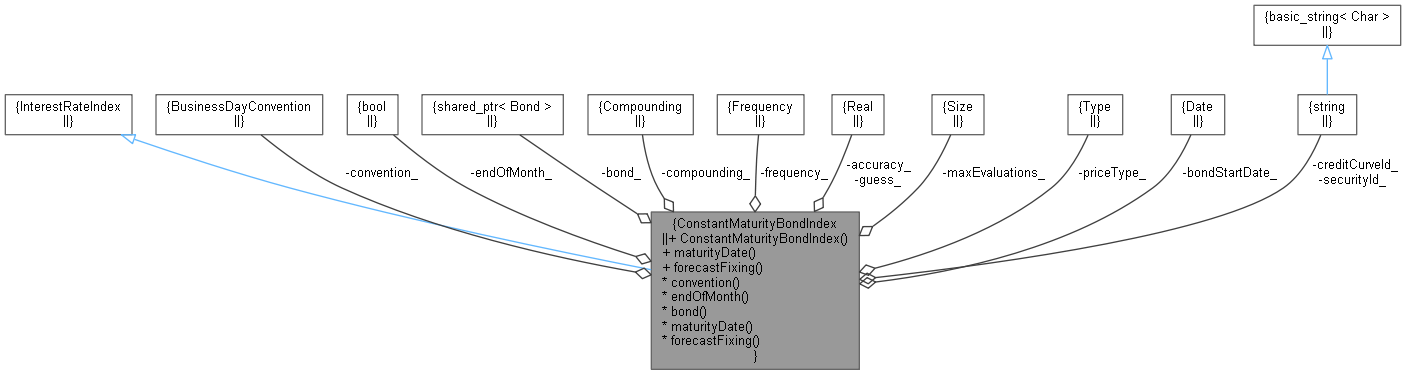 {basic_string< Char >
||}
{InterestRateIndex
||}
{BusinessDayConvention
||}
{bool
||}
{shared_ptr< Bond >
||}
{Compounding
||}
{Frequency
||}
{Real
||}
{Size
||}
{Type
||}
{Date
||}
{string
||}
-convention_
-endOfMonth_
-bond_
-compounding_
-frequency_
-accuracy_
-guess_
-maxEvaluations_
-priceType_
-bondStartDate_
-creditCurveId_
-securityId_
{ConstantMaturityBondIndex
||+ ConstantMaturityBondIndex()
+ maturityDate()
+ forecastFixing()
* convention()
* endOfMonth()
* bond()
* maturityDate()
* forecastFixing()
}